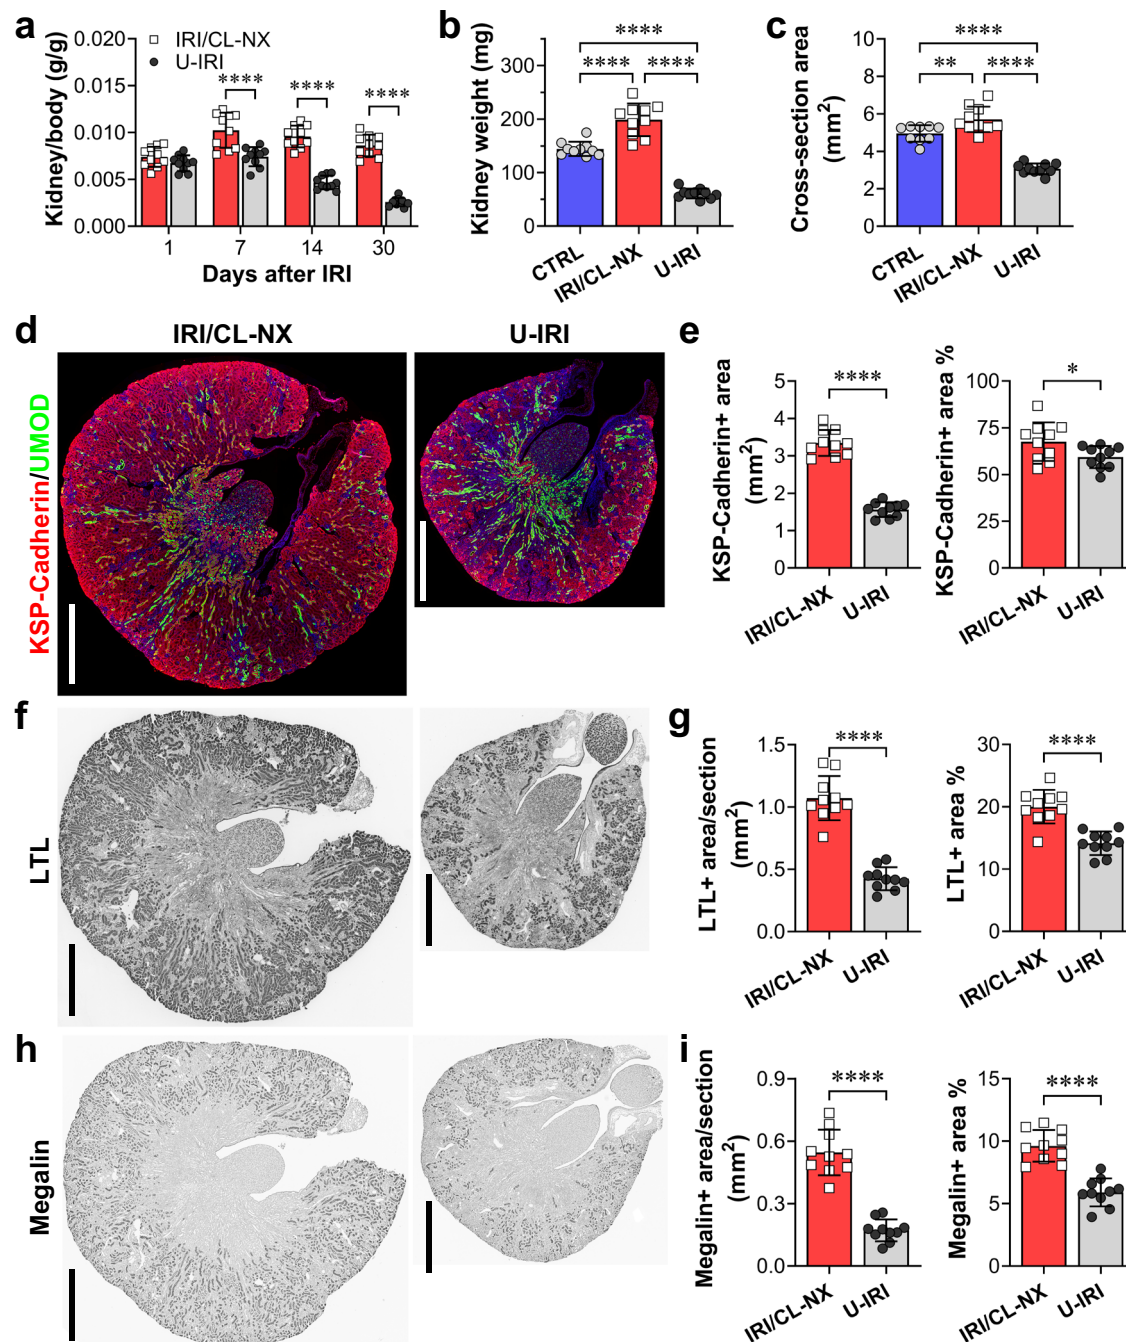 a
Kidney/body (g/g)
0.020
0.015
0.010
0.005
0.000
IRI/CL-NX
U-IRI
****
****
****
1
7
14
30
Days after IRI
b
Kidney weight (mg)
300
200
100
0
****
****
****
CTRL
IRI/CL-NX
U-IRI
c
Cross-section area
(mm2)
10
8
6
4
2
0
****
**
****
CTRL
IRI/CL-NX
U-IRI
d
IRI/CL-NX
U-IRI
KSP-Cadherin/UMOD
e
KSP-Cadherin+ area
(mm2)
5
4
3
2
1
0
****
IRI/CL-NX
U-IRI
KSP-Cadherin+ area %
100
75
50
25
0
*
IRI/CL-NX
U-IRI
f
LTL
g
LTL+ area/section
(mm2)
1.5
1.0
0.5
0.0
****
IRI/CL-NX
U-IRI
LTL+ area %
30
20
10
0
****
IRI/CL-NX
U-IRI
h
Megalin
i
Megalin+ area/section
(mm2)
0.9
0.6
0.3
0.0
****
IRI/CL-NX
U-IRI
Megalin+ area %
15
10
5
0
****
IRI/CL-NX
U-IRI